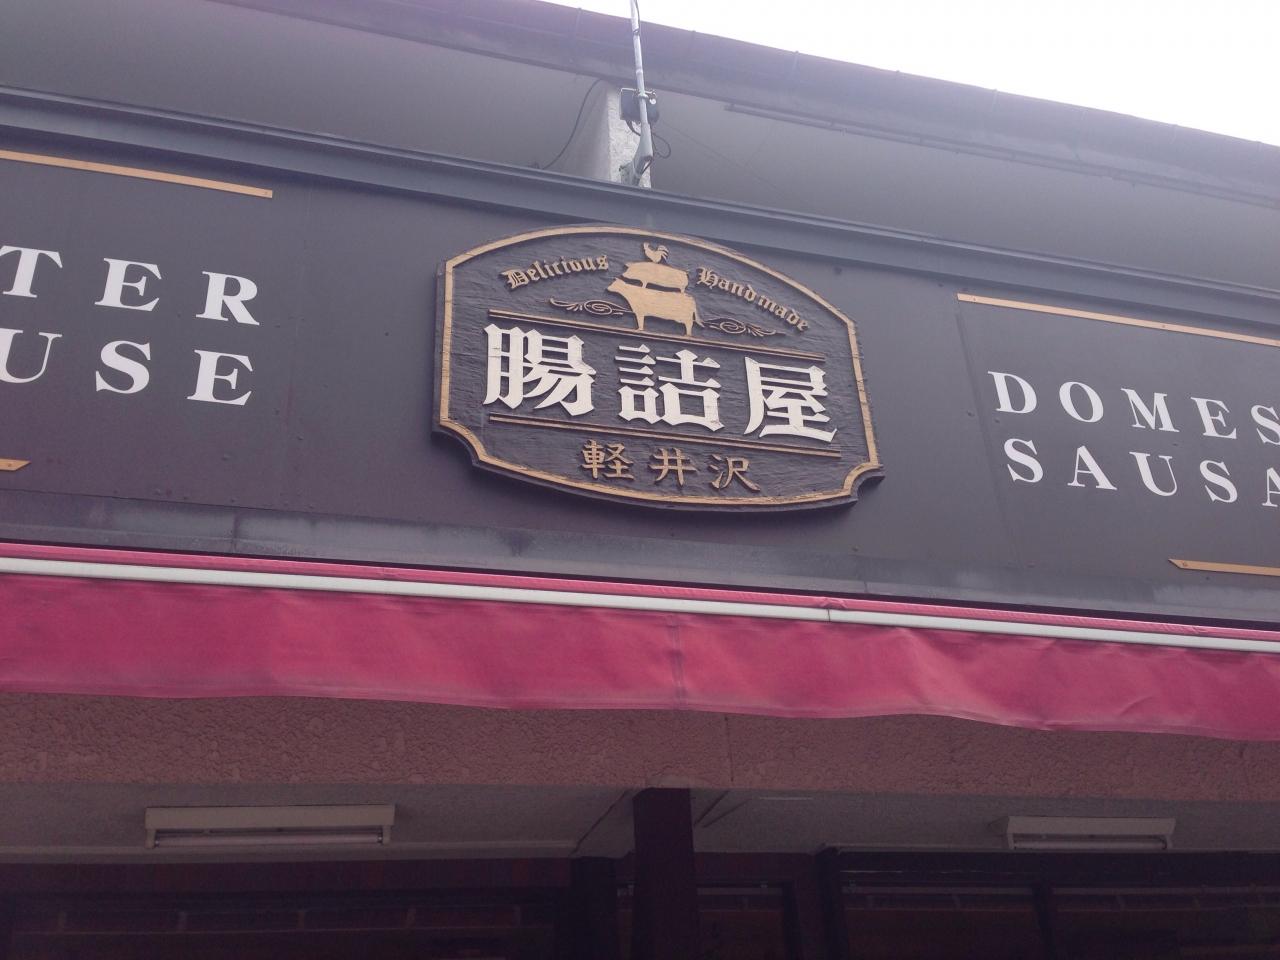 TER
USE
Delicious Handmade
腸詰屋
軽井沢
DOMES
SAUSA